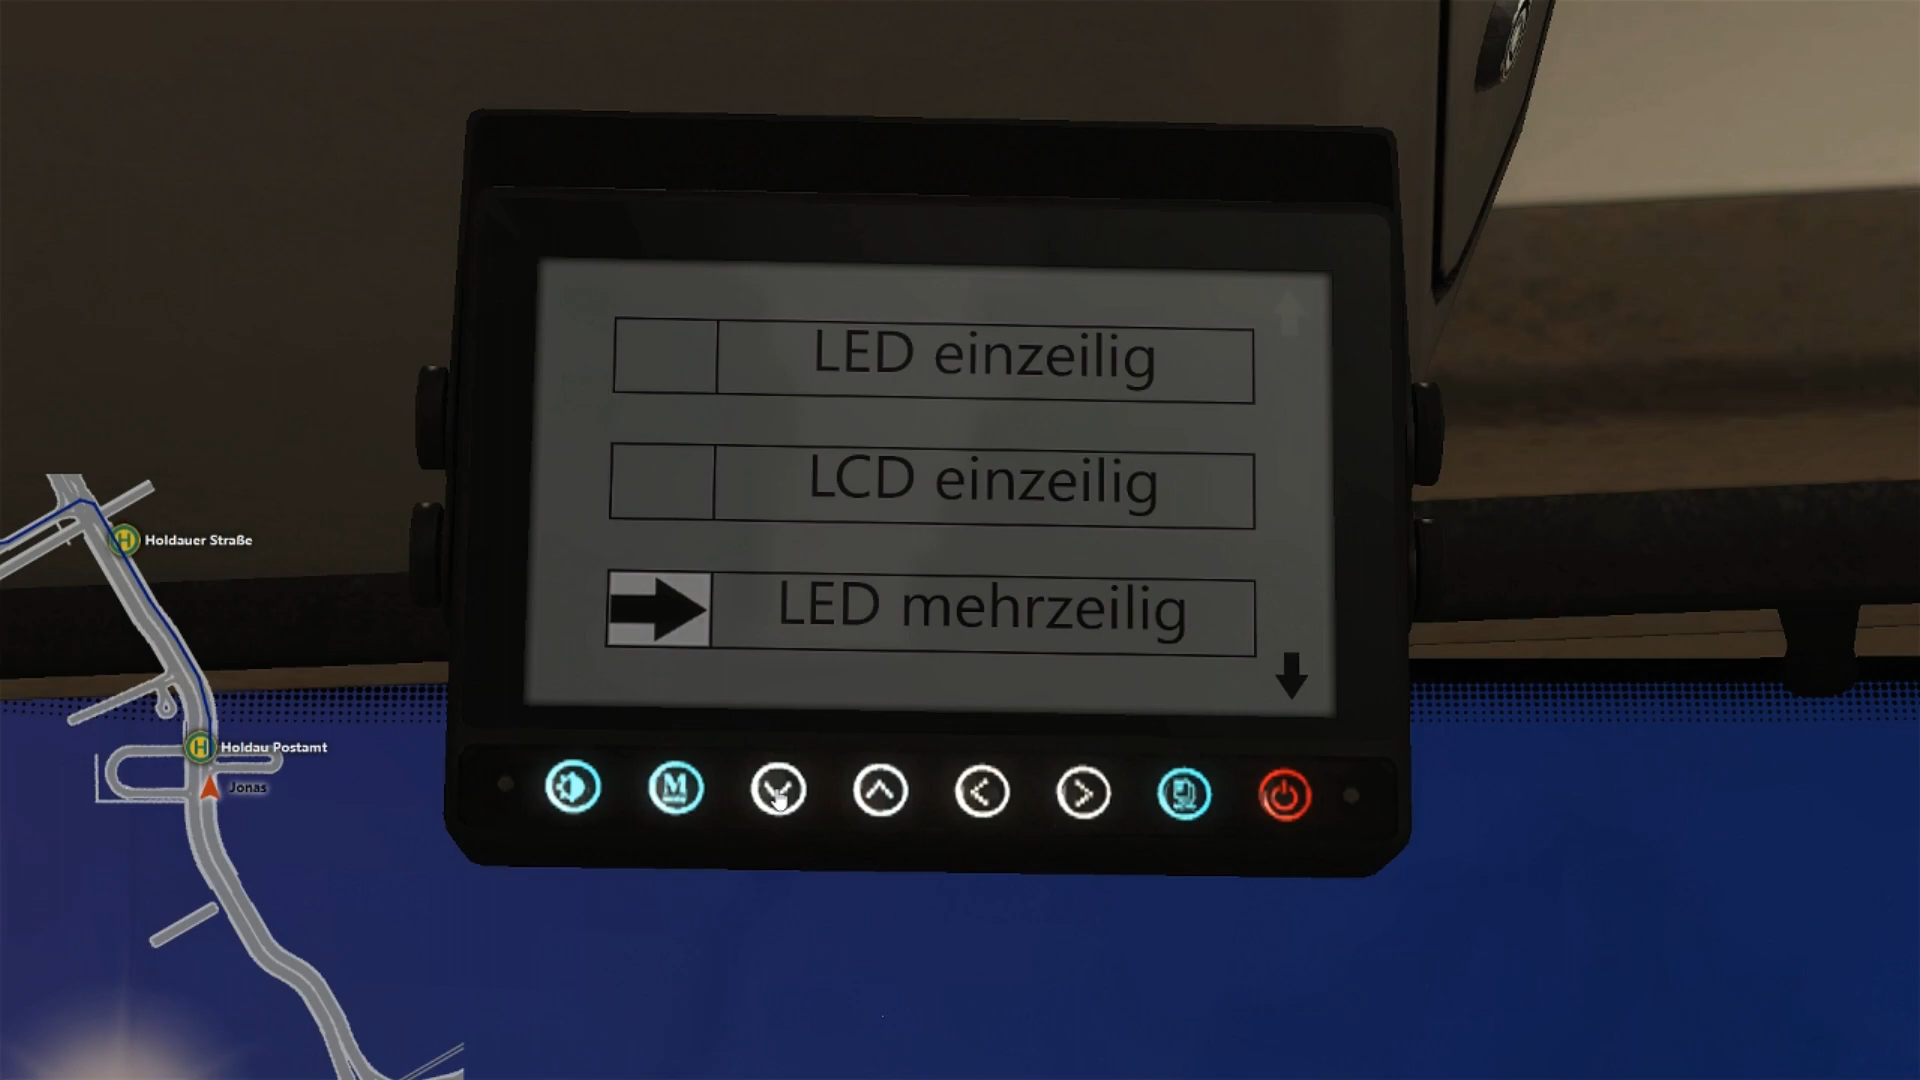 LED einzeilig
LCD einzeilig
LED mehrzeilig
Holdauer Straße
Holdau Postamt
Jonas
M